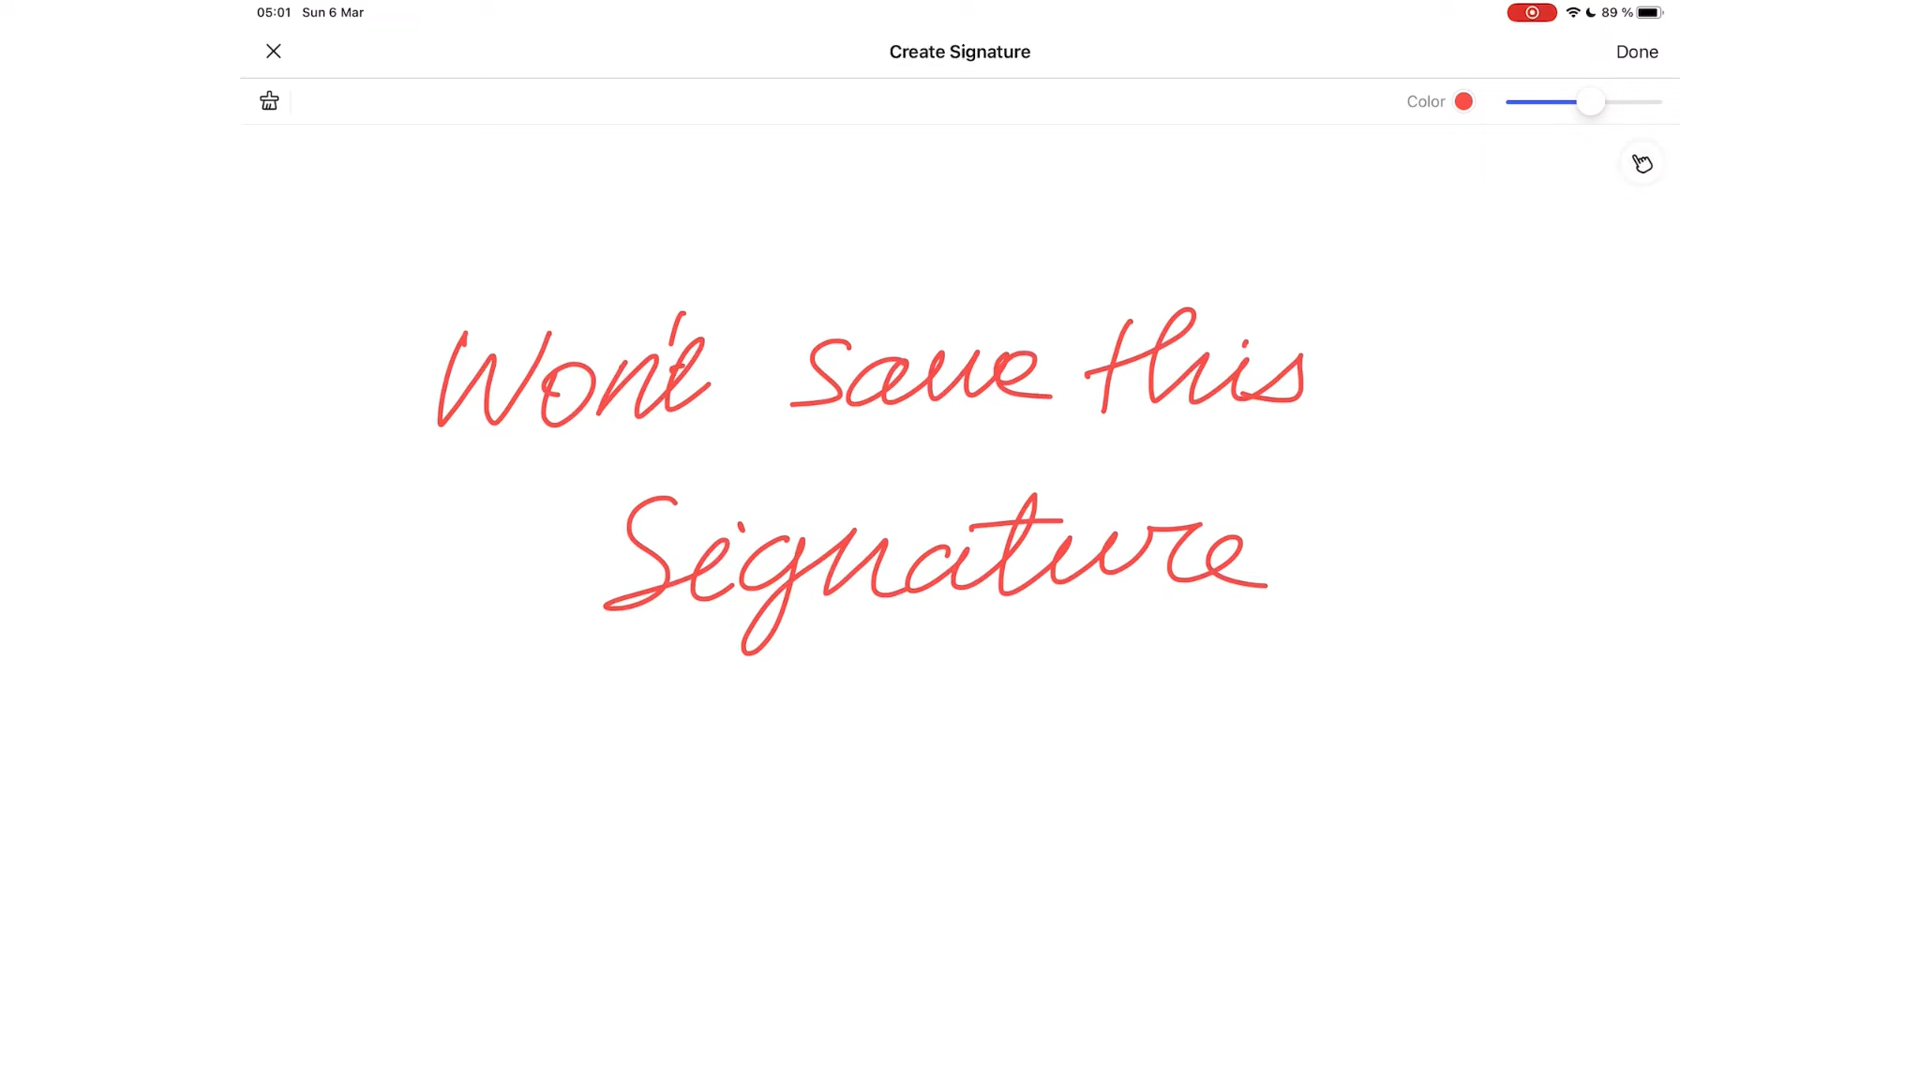 05:01 Sun 6 Mar 89 %
Create Signature Done
Color
Won't save this
Signature